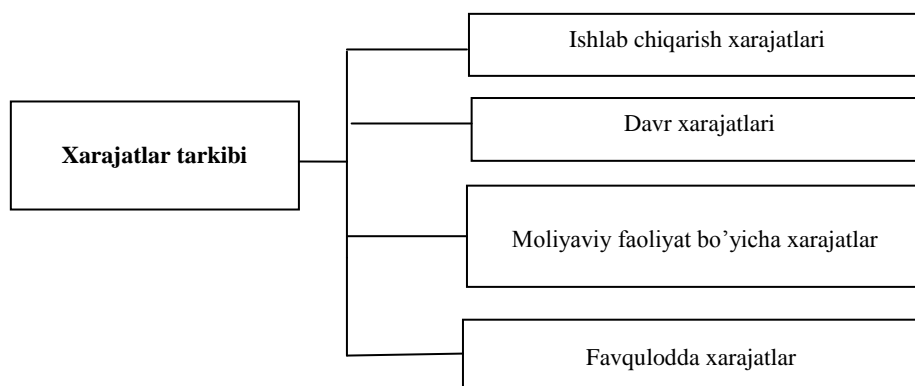 Xarajatlar tarkibi
Ishlab chiqarish xarajatlari
Davr xarajatlari
Moliyaviy faoliyat bo’yicha xarajatlar
Favqulodda xarajatlar